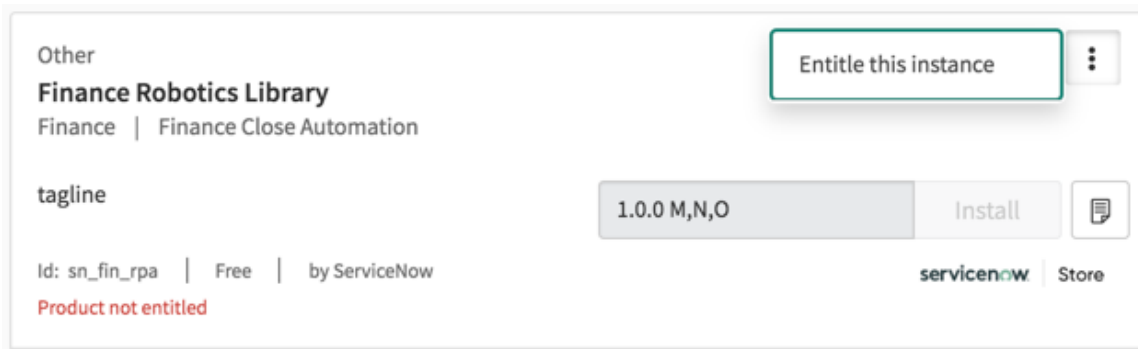 Other
Entitle this instance
Finance Robotics Library
Finance | Finance Close Automation
tagline
1.0.0 M,N,O
Install
Id: sn_fin_rpa | Free | by ServiceNow
servicenow | Store
Product not entitled